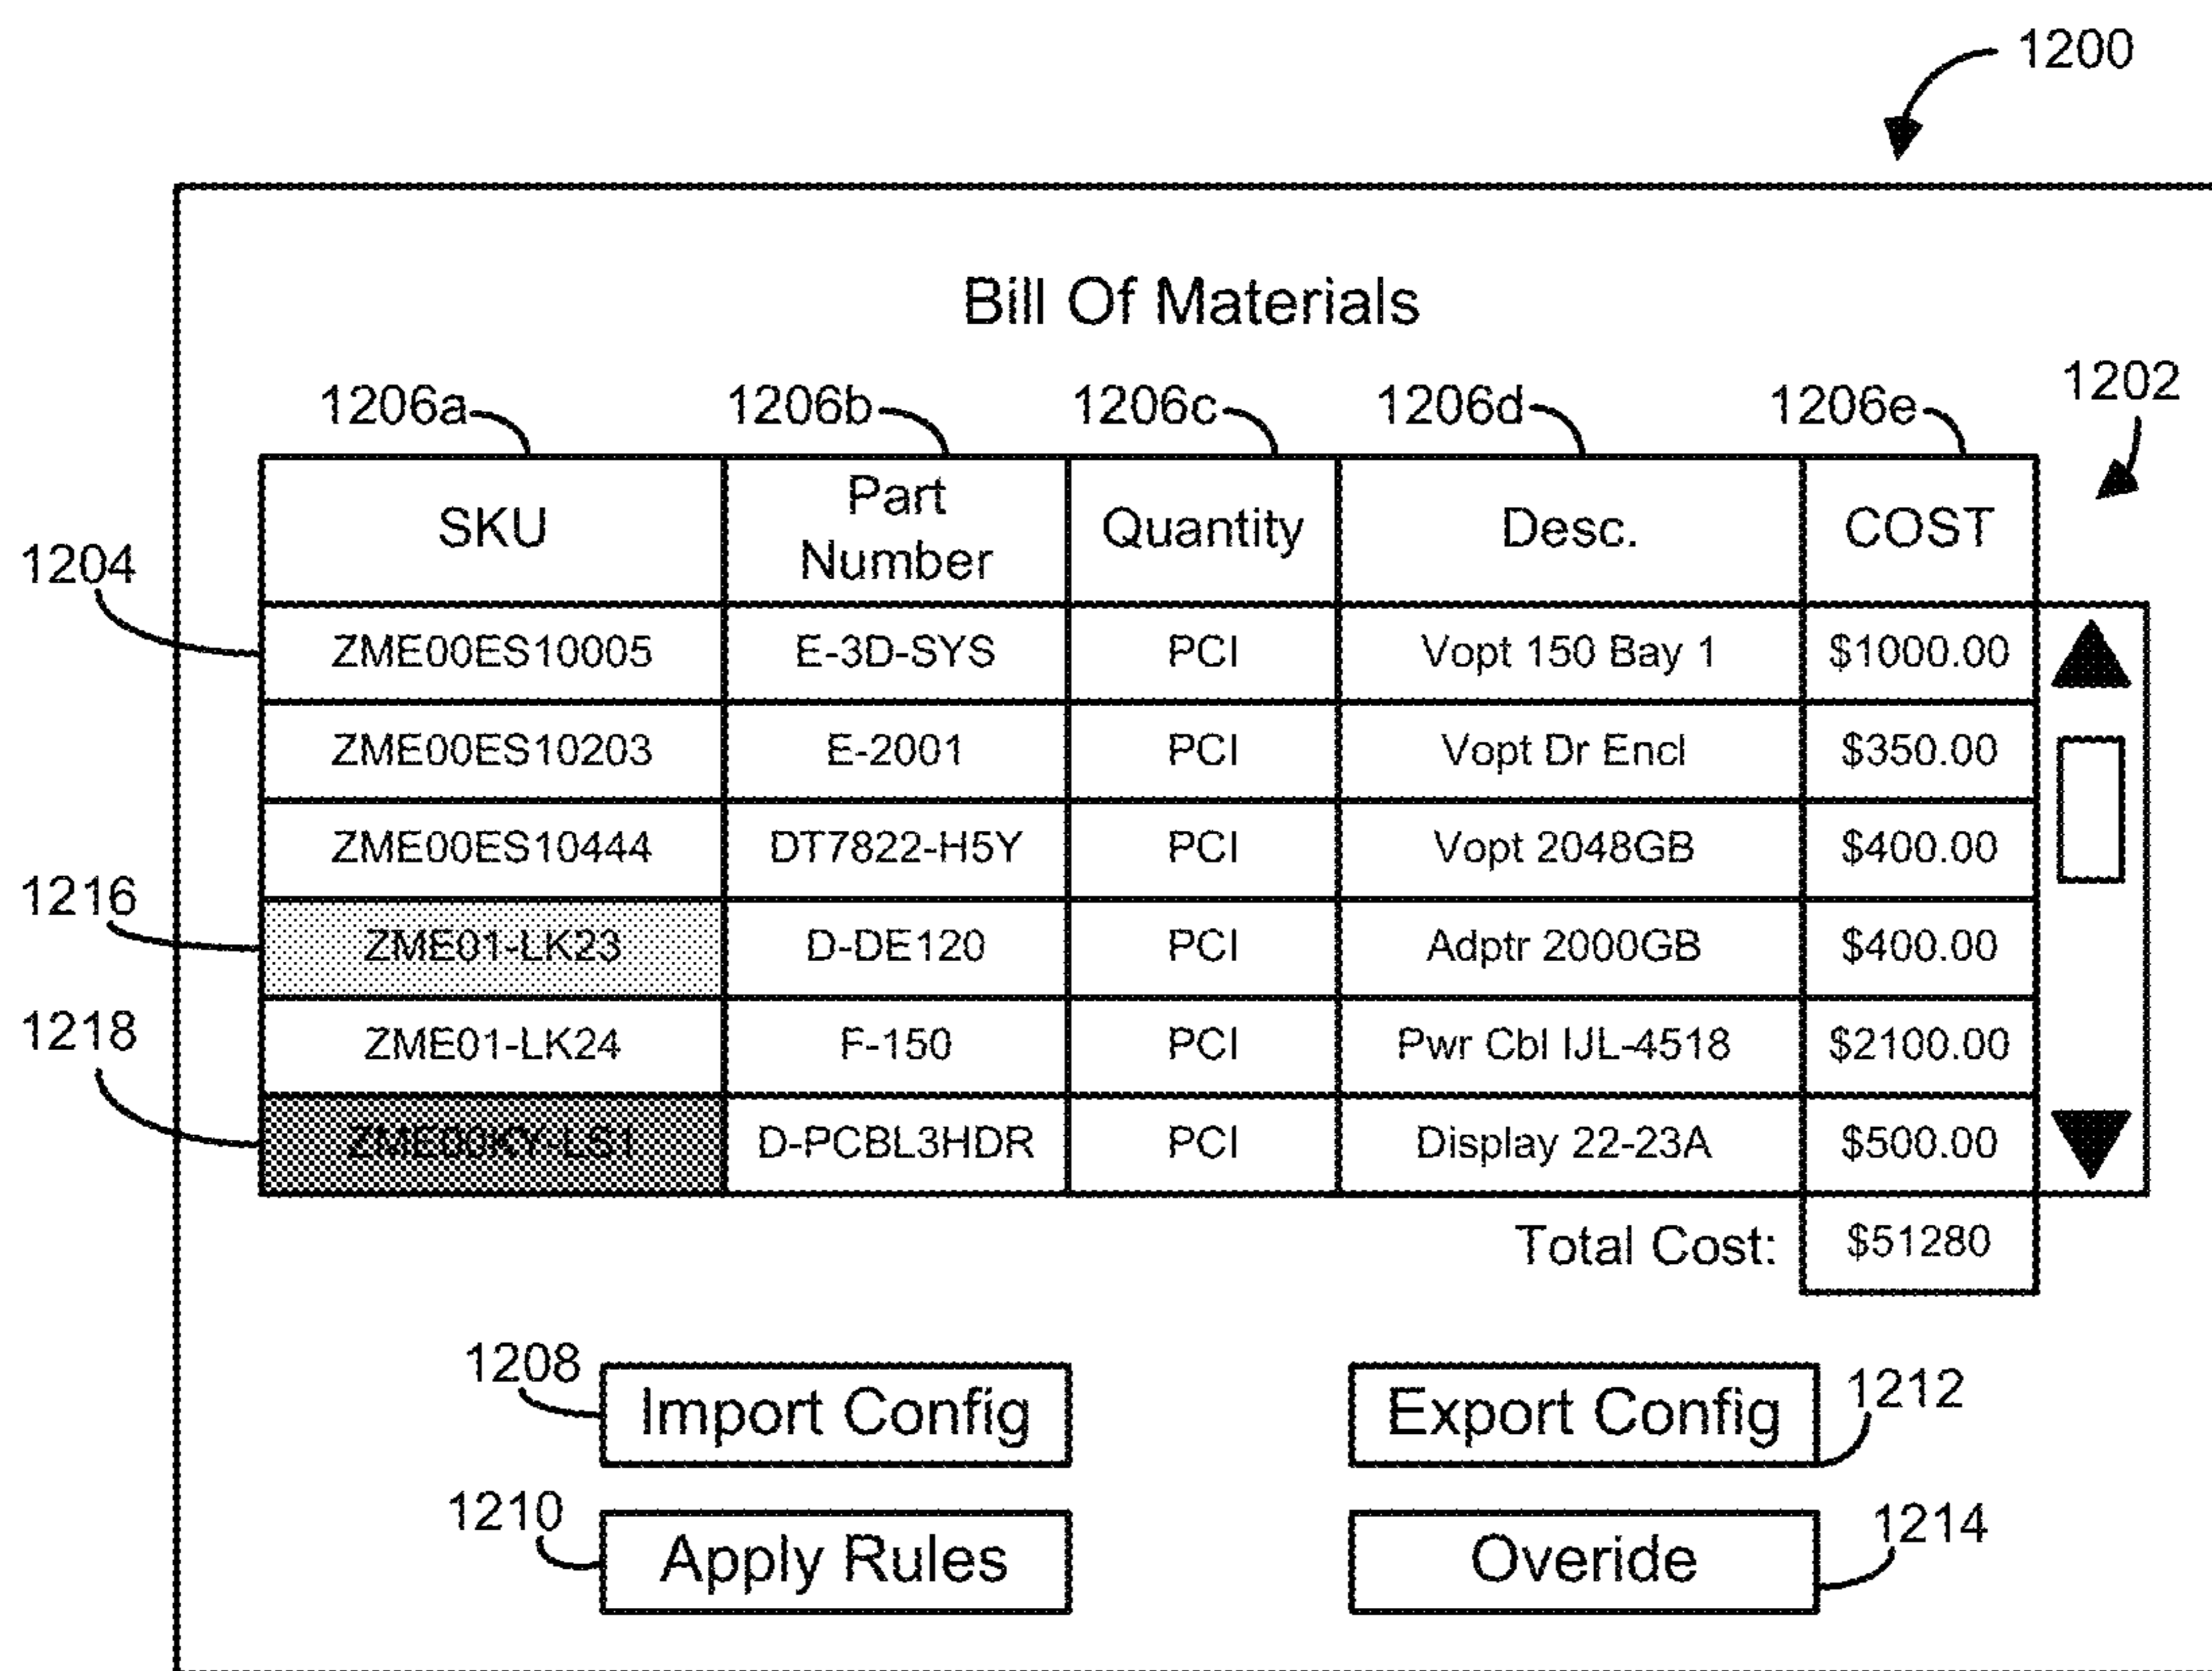 1200
Bill Of Materials
1202
1206a 1206b 1206c 1206d 1206e
SKU Part Number Quantity Desc. COST
1204
ZME00ES10005 E-3D-SYS PCI Vopt 150 Bay 1 $1000.00
ZME00ES10203 E-2001 PCI Vopt Dr Encl $350.00
ZME00ES10444 DT7822-H5Y PCI Vopt 2048GB $400.00
1216
ZME01-LK23 D-DE120 PCI Adptr 2000GB $400.00
1218
ZME01-LK24 F-150 PCI Pwr Cbl IJL-4518 $2100.00
ZME00KY-LS1 D-PCBL3HDR PCI Display 22-23A $500.00
Total Cost: $51280
1208 Import Config Export Config 1212
1210 Apply Rules Overide 1214